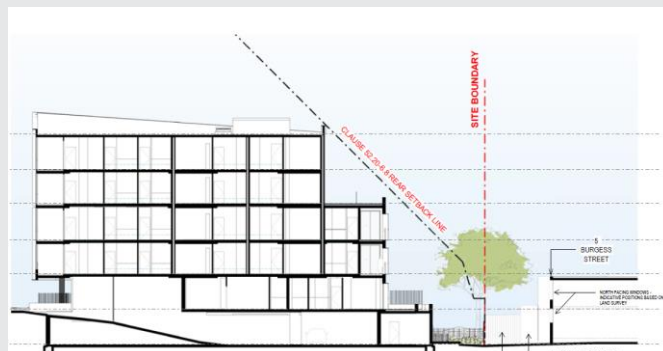 SITE BOUNDARY
CLAUSE 52.20-6.8 REAR SETBACK LINE
5
BURGESS
STREET
NORTH FACING WINDOWS -
INDICATIVE POSITIONS BASED ON
LAND SURVEY